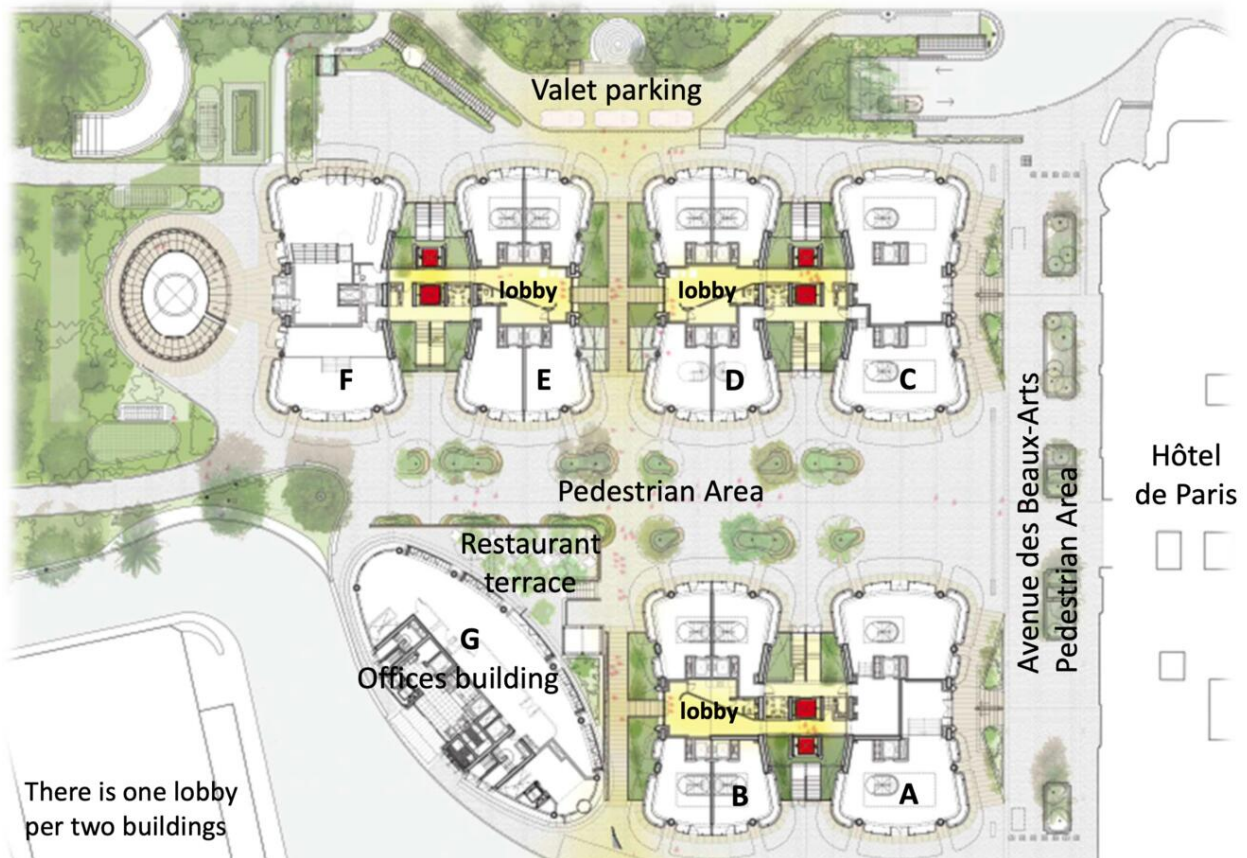 Valet parking
lobby
lobby
F
E
D
C
Pedestrian Area
Avenue des Beaux-Arts
Pedestrian Area
Hôtel
de Paris
Restaurant
terrace
G
Offices building
lobby
B
A
There is one lobby
per two buildings